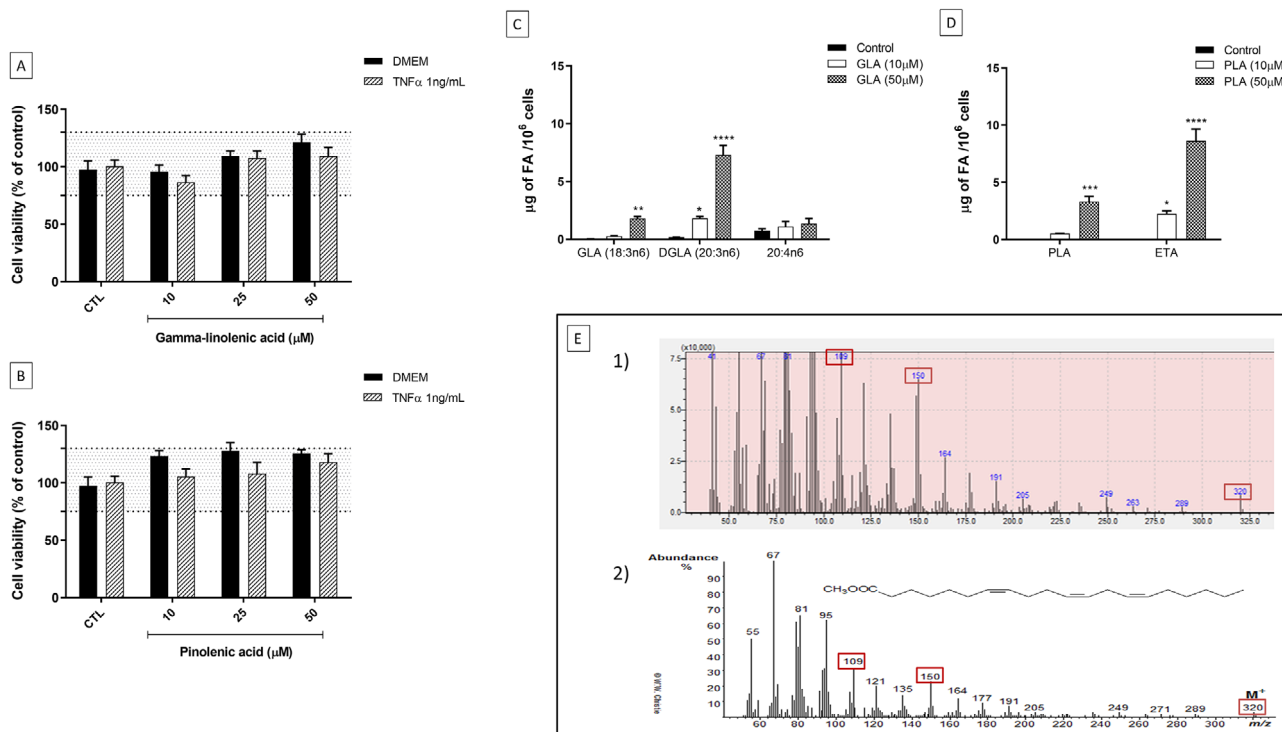 A
DMEM
TNFα 1ng/mL
Cell viability (% of control)
150
100
50
0
CTL
10
25
50
Gamma-linolenic acid (μM)
B
DMEM
TNFα 1ng/mL
Cell viability (% of control)
150
100
50
0
CTL
10
25
50
Pinolenic acid (μM)
C
Control
GLA (10μM)
GLA (50μM)
μg of FA /10⁶ cells
15
10
5
0
**
*
****
GLA (18:3n6)
DGLA (20:3n6)
20:4n6
D
Control
PLA (10μM
PLA (50μM
μg of FA /10⁶ cells
15
10
5
0
***
*
****
PLA
ETA
E
1)
(x10,000)
7.5
5.0
2.5
0.0
41
67
109
150
164
191
205
249
263
289
320
50.0
75.0
100.0
125.0
150.0
175.0
200.0
225.0
250.0
275.0
300.0
325.0
2)
Abundance
%
90
80
70
60
50
40
30
20
10
CH₃OOC
55
67
81
95
109
121
135
150
164
177
191
205
249
271
289
M⁺
320
60
80
100
120
140
160
180
200
220
240
260
280
300
m/z